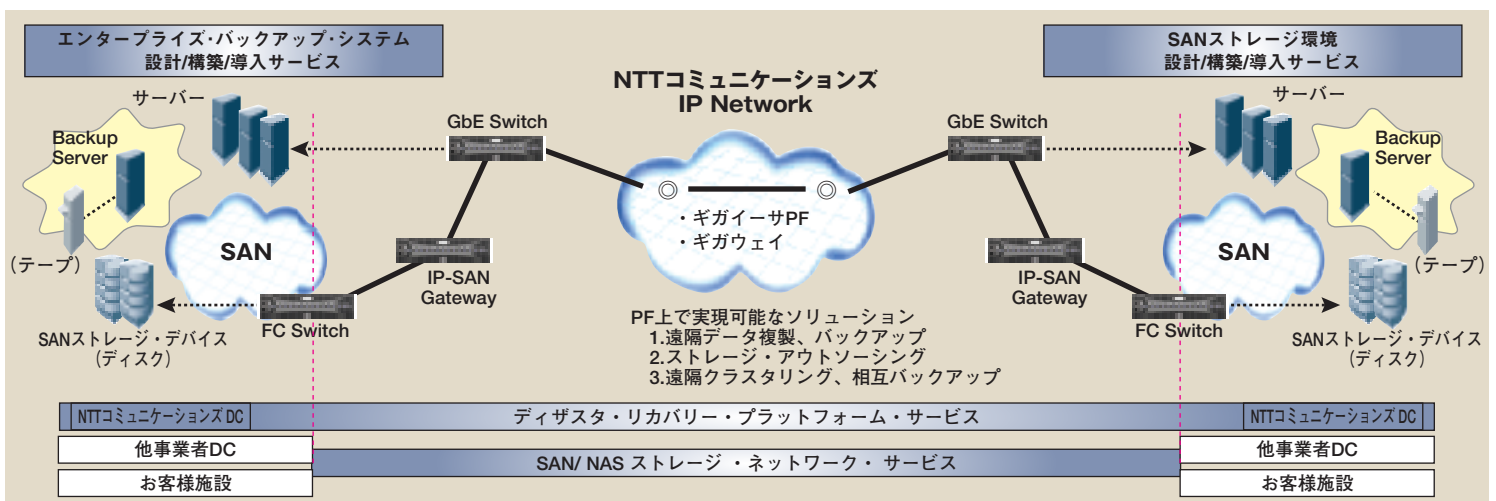 エンタープライズ・バックアップ・システム
設計/構築/導入サービス
サーバー
Backup
Server
(テープ)
SAN
SANストレージ・デバイス
(ディスク)
GbE Switch
IP-SAN
Gateway
FC Switch
NTTコミュニケーションズ
IP Network
・ギガイーサPF
・ギガウェイ
PF上で実現可能なソリューション
1.遠隔データ複製、バックアップ
2.ストレージ・アウトソーシング
3.遠隔クラスタリング、相互バックアップ
SANストレージ環境
設計/構築/導入サービス
GbE Switch
IP-SAN
Gateway
FC Switch
サーバー
Backup
Server
(テープ)
SAN
SANストレージ・デバイス
(ディスク)
NTTコミュニケーションズDC
ディザスタ・リカバリー・プラットフォーム・サービス
NTTコミュニケーションズDC
他事業者DC
お客様施設
SAN/ NAS ストレージ ・ネットワーク・ サービス
他事業者DC
お客様施設